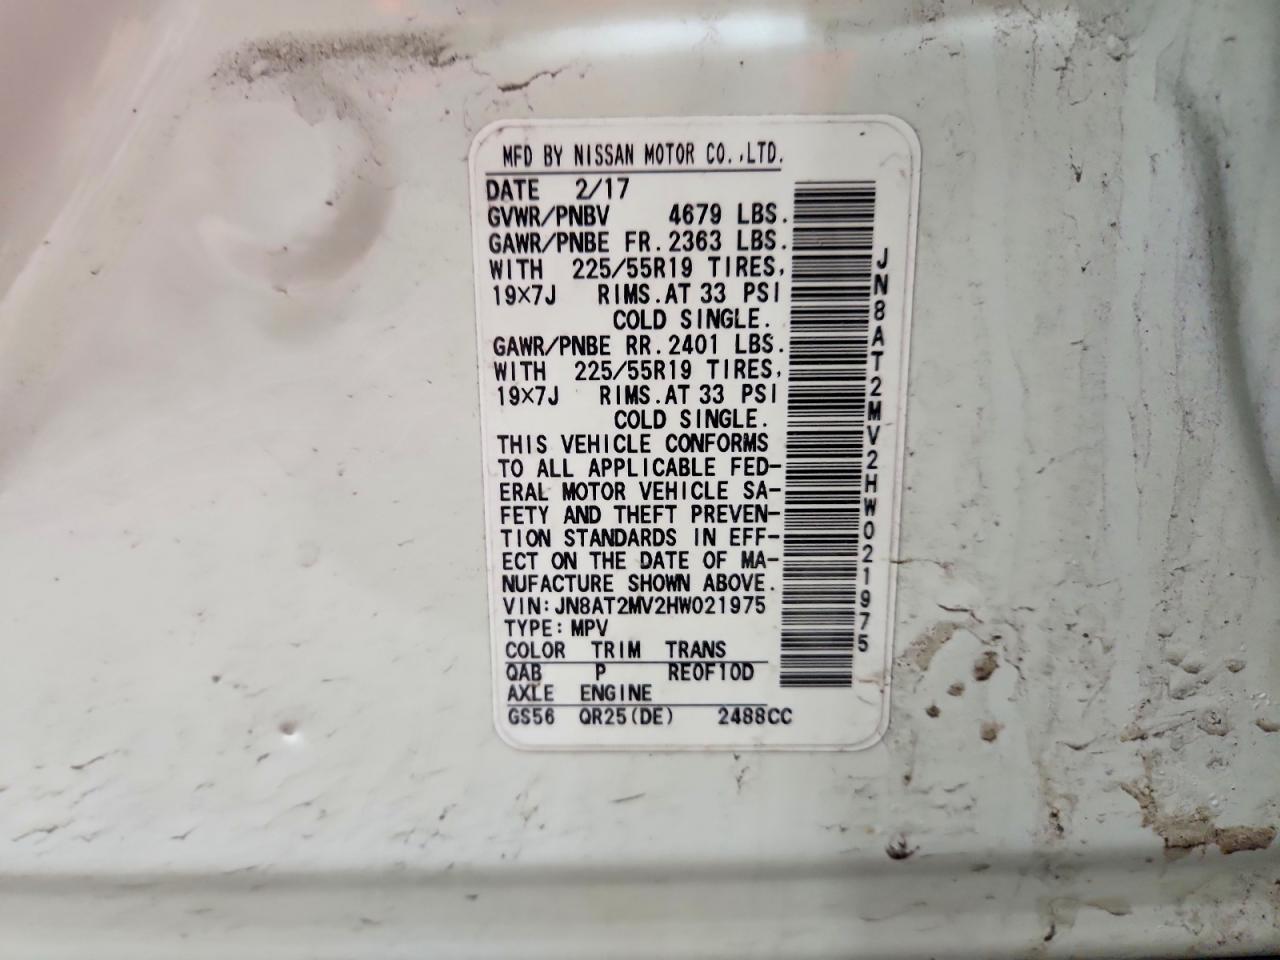 MFD BY NISSAN MOTOR CO.,LTD.
DATE 2/17
GVWR/PNBV 4679 LBS.
GAWR/PNBE FR.2363 LBS.
WITH 225/55R19 TIRES,
19×7J RIMS.AT 33 PSI
COLD SINGLE.
GAWR/PNBE RR.2401 LBS.
WITH 225/55R19 TIRES,
19×7J RIMS.AT 33 PSI
COLD SINGLE.
THIS VEHICLE CONFORMS
TO ALL APPLICABLE FED-
ERAL MOTOR VEHICLE SA-
FETY AND THEFT PREVEN-
TION STANDARDS IN EFF-
ECT ON THE DATE OF MA-
NUFACTURE SHOWN ABOVE.
VIN:JN8AT2MV2HW021975
TYPE:MPV
COLOR TRIM TRANS
QAB P RE0F10D
AXLE ENGINE
GS56 QR25(DE) 2488CC
JN8AT2MV2HW021975